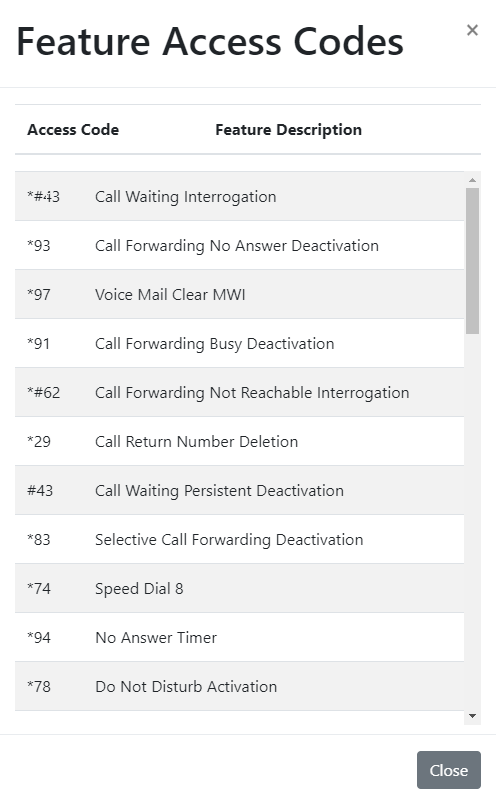 Feature Access Codes ×
Access Code Feature Description
*#43 Call Waiting Interrogation
*93 Call Forwarding No Answer Deactivation
*97 Voice Mail Clear MWI
*91 Call Forwarding Busy Deactivation
*#62 Call Forwarding Not Reachable Interrogation
*29 Call Return Number Deletion
#43 Call Waiting Persistent Deactivation
*83 Selective Call Forwarding Deactivation
*74 Speed Dial 8
*94 No Answer Timer
*78 Do Not Disturb Activation
Close